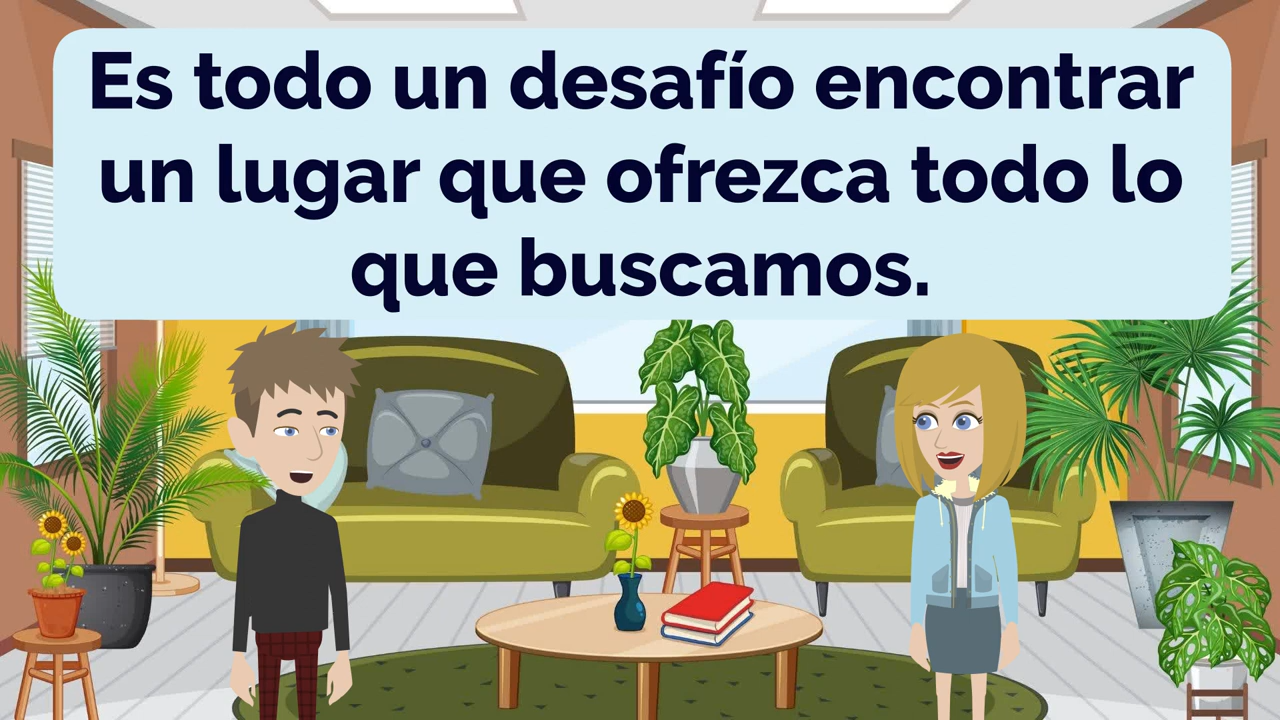 Es todo un desafío encontrar
un lugar que ofrezca todo lo
que buscamos.